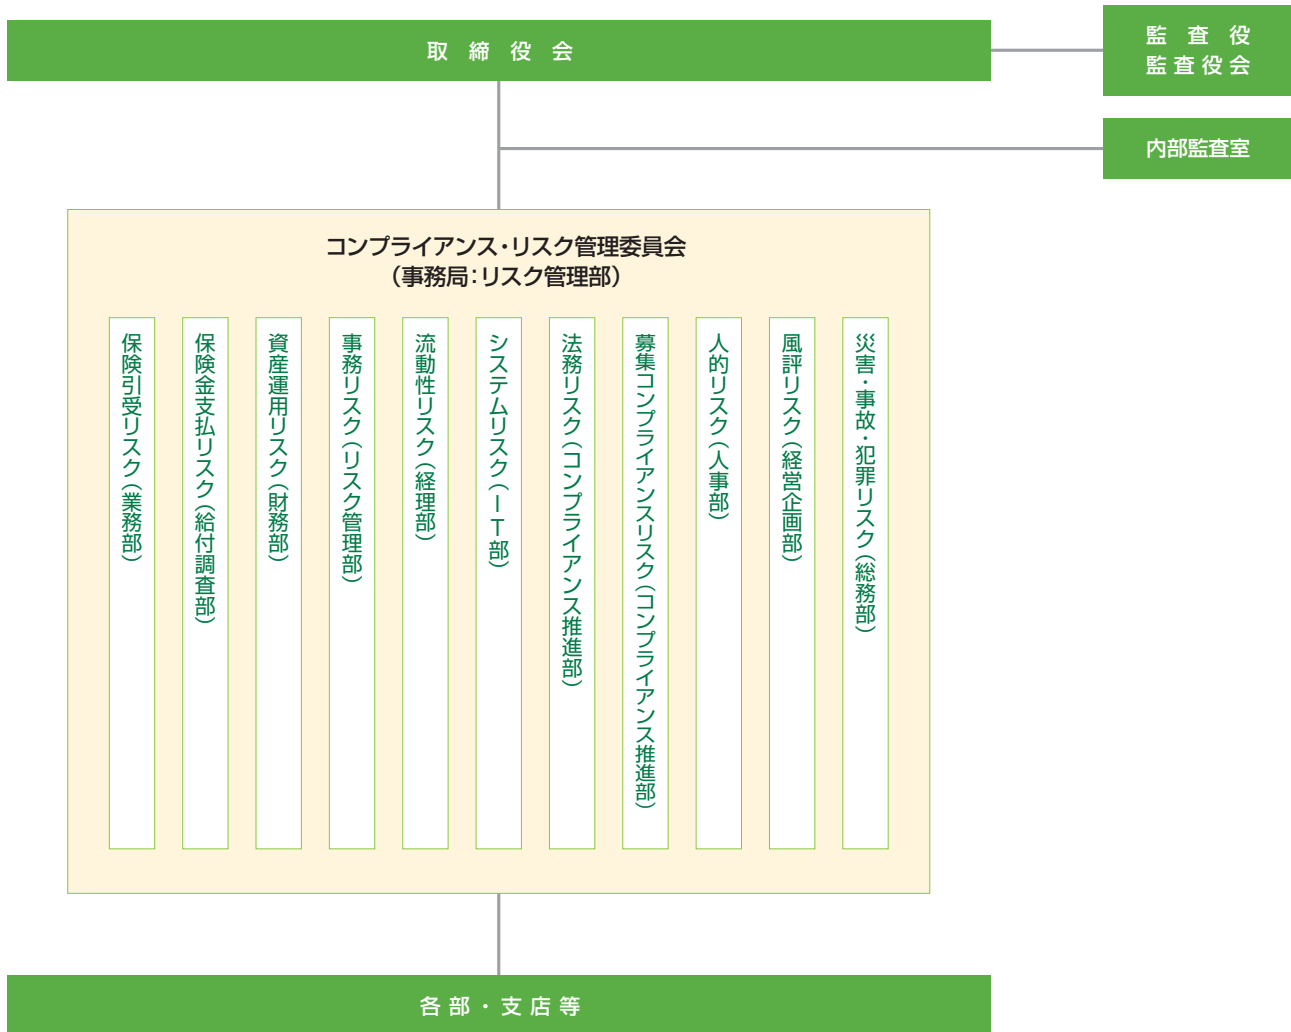 取締役会
監査役
監査役会
内部監査室
コンプライアンス・リスク管理委員会
（事務局：リスク管理部）
保険引受リスク（業務部）
保険金支払リスク（給付調査部）
資産運用リスク（財務部）
事務リスク（リスク管理部）
流動性リスク（経理部）
システムリスク（IT部）
法務リスク（コンプライアンス推進部）
募集コンプライアンスリスク（コンプライアンス推進部）
人的リスク（人事部）
風評リスク（経営企画部）
災害・事故・犯罪リスク（総務部）
各部・支店等